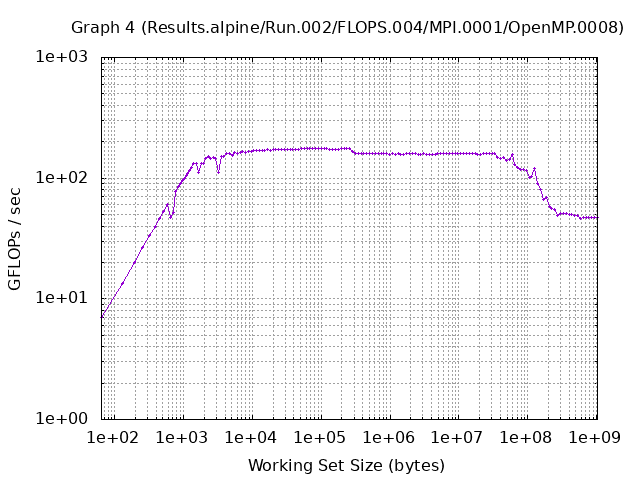 Graph 4 (Results.alpine/Run.002/FLOPS.004/MPI.0001/OpenMP.0008)
1e+03
1e+02
1e+01
1e+00
GFLOPs / sec
1e+02 1e+03 1e+04 1e+05 1e+06 1e+07 1e+08 1e+09
Working Set Size (bytes)